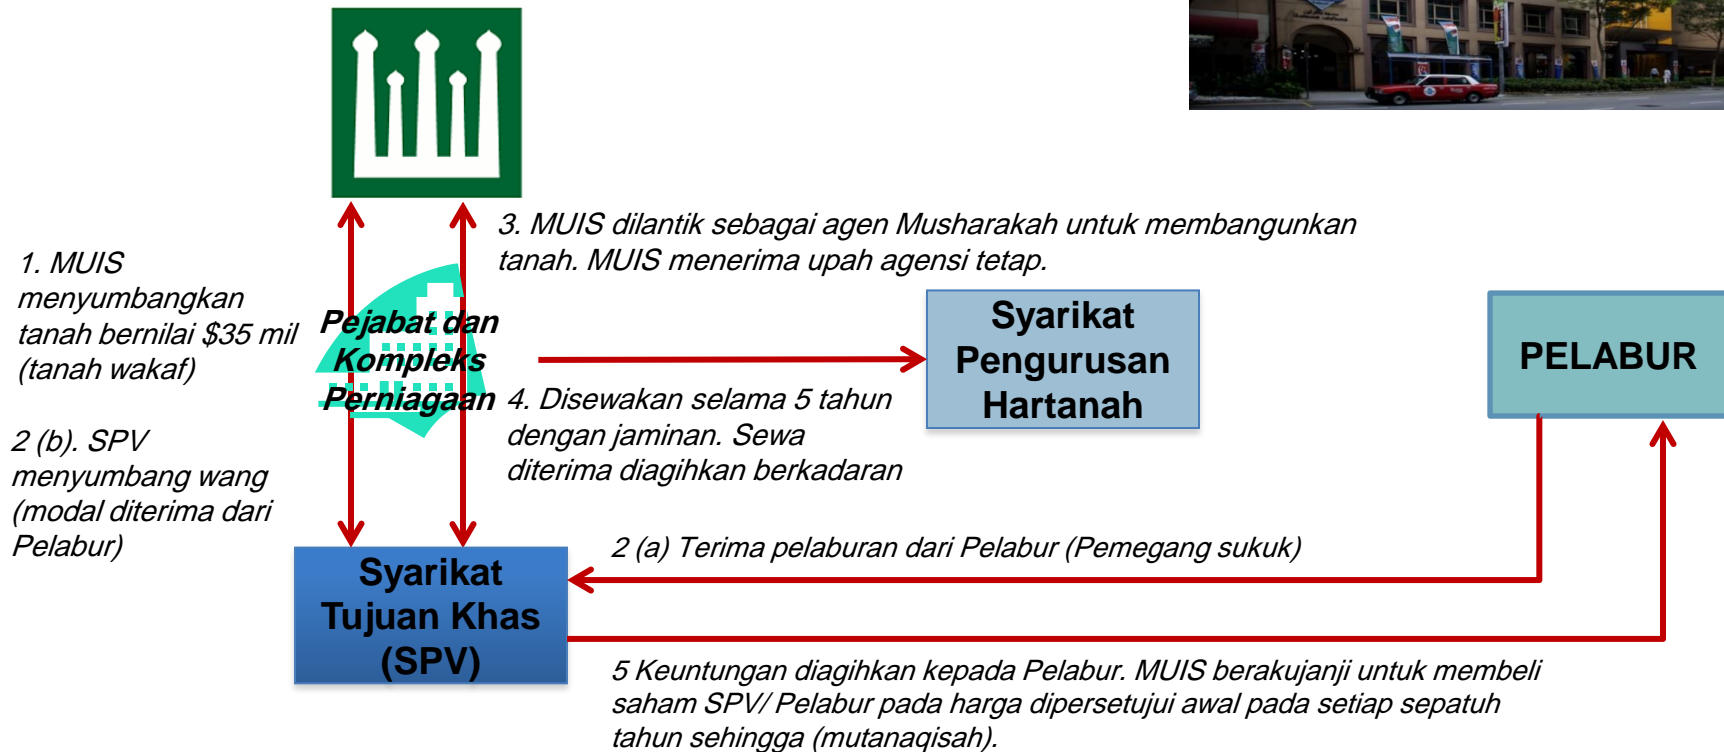 3. MUIS dilantik sebagai agen Musharakah untuk membangunkan
tanah. MUIS menerima upah agensi tetap.
1. MUIS
menyumbangkan
tanah bernilai $35 mil
(tanah wakaf)
Pejabat dan
Kompleks
Perniagaan
Syarikat
Pengurusan
Hartanah
PELABUR
4. Disewakan selama 5 tahun
dengan jaminan. Sewa
diterima diagihkan berkadaran
2 (b). SPV
menyumbang wang
(modal diterima dari
Pelabur)
2 (a) Terima pelaburan dari Pelabur (Pemegang sukuk)
Syarikat
Tujuan Khas
(SPV)
5 Keuntungan diagihkan kepada Pelabur. MUIS berakujanji untuk membeli
saham SPV/ Pelabur pada harga dipersetujui awal pada setiap sepatuh
tahun sehingga (mutanaqisah).